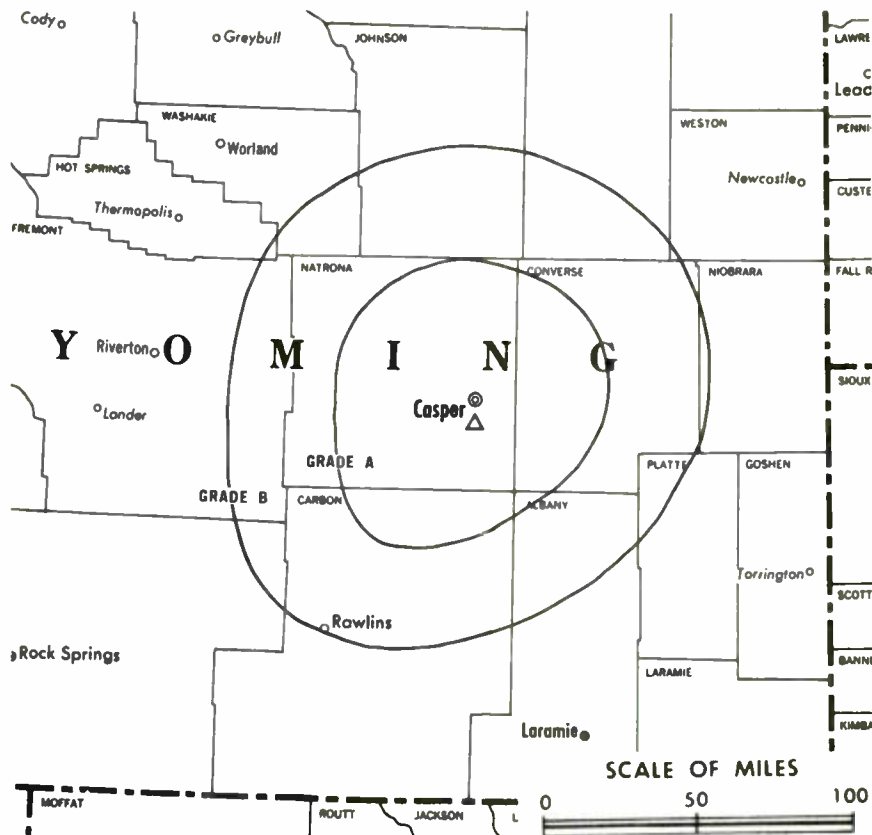 Cody
Greybull
JOHNSON
LAWRE
C
Lead
WASHAKIE
WESTON
PENNI
Worland
HOT SPRINGS
Newcastle
CUSTE
Thermopolis
FREMONT
NATRONA
CONVERSE
NIOBRARA
FALL R
Y O M I N G
Riverton
Lander
Casper
SIOUX
GRADE A
GRADE B
PLATTE
GOSHEN
CARBON
ALBANY
Torrington
SCOTT
Rawlins
Rock Springs
BANNE
LARAMIE
KIMBA
Laramie
SCALE OF MILES
0 50 100
MOFFAT
ROUTT
JACKSON
L